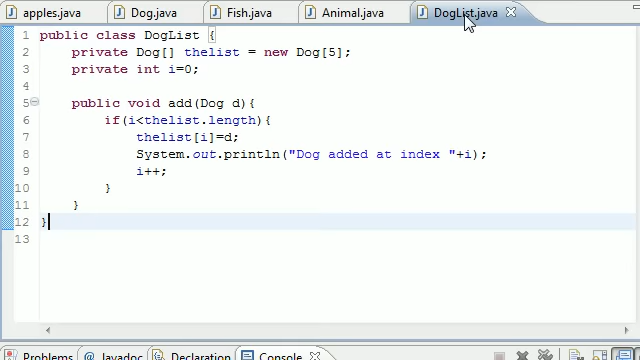 apples.java Dog.java Fish.java Animal.java DogList.java
1 public class DogList {
2 private Dog[] thelist = new Dog[5];
3 private int i=0;
4
5 public void add(Dog d){
6 if(i<thelist.length){
7 thelist[i]=d;
8 System.out.println("Dog added at index "+i);
9 i++;
10 }
11 }
12 }
13
Problems @ Javadoc Declaration Console